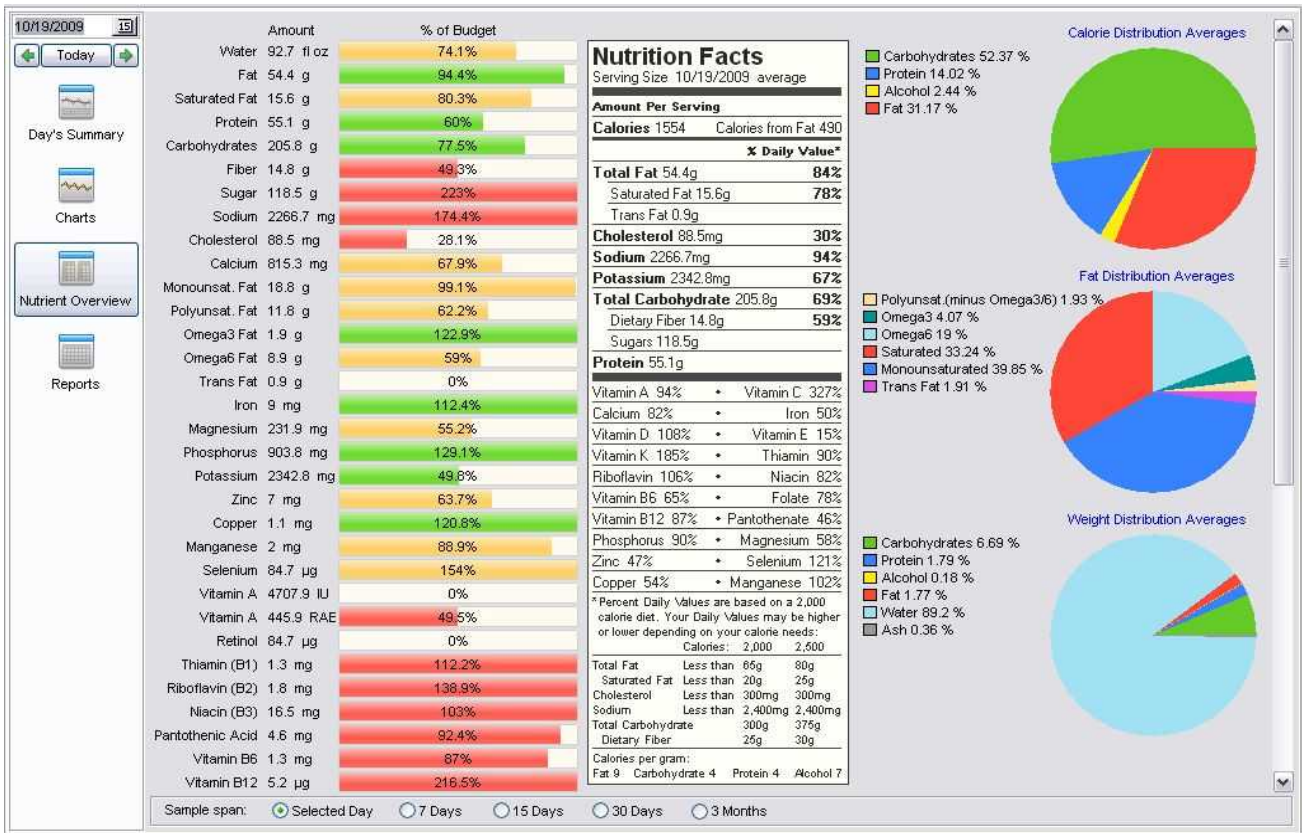 10/19/2009 15
Today
Day's Summary
Charts
Nutrient Overview
Reports
Amount % of Budget
Water 92.7 fl oz 74.1%
Fat 54.4 g 94.4%
Saturated Fat 15.6 g 80.3%
Protein 55.1 g 60%
Carbohydrates 205.8 g 77.5%
Fiber 14.8 g 49.3%
Sugar 118.5 g 223%
Sodium 2266.7 mg 174.4%
Cholesterol 88.5 mg 28.1%
Calcium 815.3 mg 67.9%
Monounsat. Fat 18.8 g 99.1%
Polyunsat. Fat 11.8 g 62.2%
Omega3 Fat 1.9 g 122.9%
Omega6 Fat 8.9 g 59%
Trans Fat 0.9 g 0%
Iron 9 mg 112.4%
Magnesium 231.9 mg 55.2%
Phosphorus 903.8 mg 129.1%
Potassium 2342.8 mg 49.8%
Zinc 7 mg 63.7%
Copper 1.1 mg 120.8%
Manganese 2 mg 88.9%
Selenium 84.7 µg 154%
Vitamin A 4707.9 IU 0%
Vitamin A 445.9 RAE 49.5%
Retinol 84.7 µg 0%
Thiamin (B1) 1.3 mg 112.2%
Riboflavin (B2) 1.8 mg 138.9%
Niacin (B3) 16.5 mg 103%
Pantothenic Acid 4.6 mg 92.4%
Vitamin B6 1.3 mg 87%
Vitamin B12 5.2 µg 216.5%
Nutrition Facts
Serving Size 10/19/2009 average
Amount Per Serving
Calories 1554 Calories from Fat 490
% Daily Value*
Total Fat 54.4g 84%
Saturated Fat 15.6g 78%
Trans Fat 0.9g
Cholesterol 88.5mg 30%
Sodium 2266.7mg 94%
Potassium 2342.8mg 67%
Total Carbohydrate 205.8g 69%
Dietary Fiber 14.8g 59%
Sugars 118.5g
Protein 55.1g
Vitamin A 94% • Vitamin C 327%
Calcium 82% • Iron 50%
Vitamin D 108% • Vitamin E 15%
Vitamin K 185% • Thiamin 90%
Riboflavin 106% • Niacin 82%
Vitamin B6 65% • Folate 78%
Vitamin B12 87% • Pantothenate 46%
Phosphorus 90% • Magnesium 58%
Zinc 47% • Selenium 121%
Copper 54% • Manganese 102%
* Percent Daily Values are based on a 2,000
calorie diet. Your Daily Values may be higher
or lower depending on your calorie needs:
Calories: 2,000 2,500
Total Fat Less than 65g 80g
Saturated Fat Less than 20g 25g
Cholesterol Less than 300mg 300mg
Sodium Less than 2,400mg 2,400mg
Total Carbohydrate 300g 375g
Dietary Fiber 25g 30g
Calories per gram:
Fat 9 Carbohydrate 4 Protein 4 Alcohol 7
Calorie Distribution Averages
Carbohydrates 52.37 %
Protein 14.02 %
Alcohol 2.44 %
Fat 31.17 %
Fat Distribution Averages
Polyunsat.(minus Omega3/6) 1.93 %
Omega3 4.07 %
Omega6 19 %
Saturated 33.24 %
Monounsaturated 39.85 %
Trans Fat 1.91 %
Weight Distribution Averages
Carbohydrates 6.69 %
Protein 1.79 %
Alcohol 0.18 %
Fat 1.77 %
Water 89.2 %
Ash 0.36 %
Sample span: Selected Day 7 Days 15 Days 30 Days 3 Months